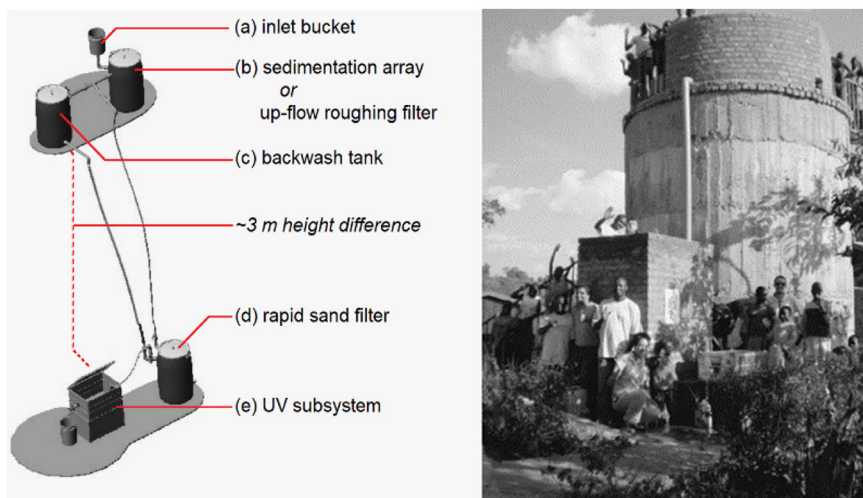 (a) inlet bucket
(b) sedimentation array
or
up-flow roughing filter
(c) backwash tank
~3 m height difference
(d) rapid sand filter
(e) UV subsystem